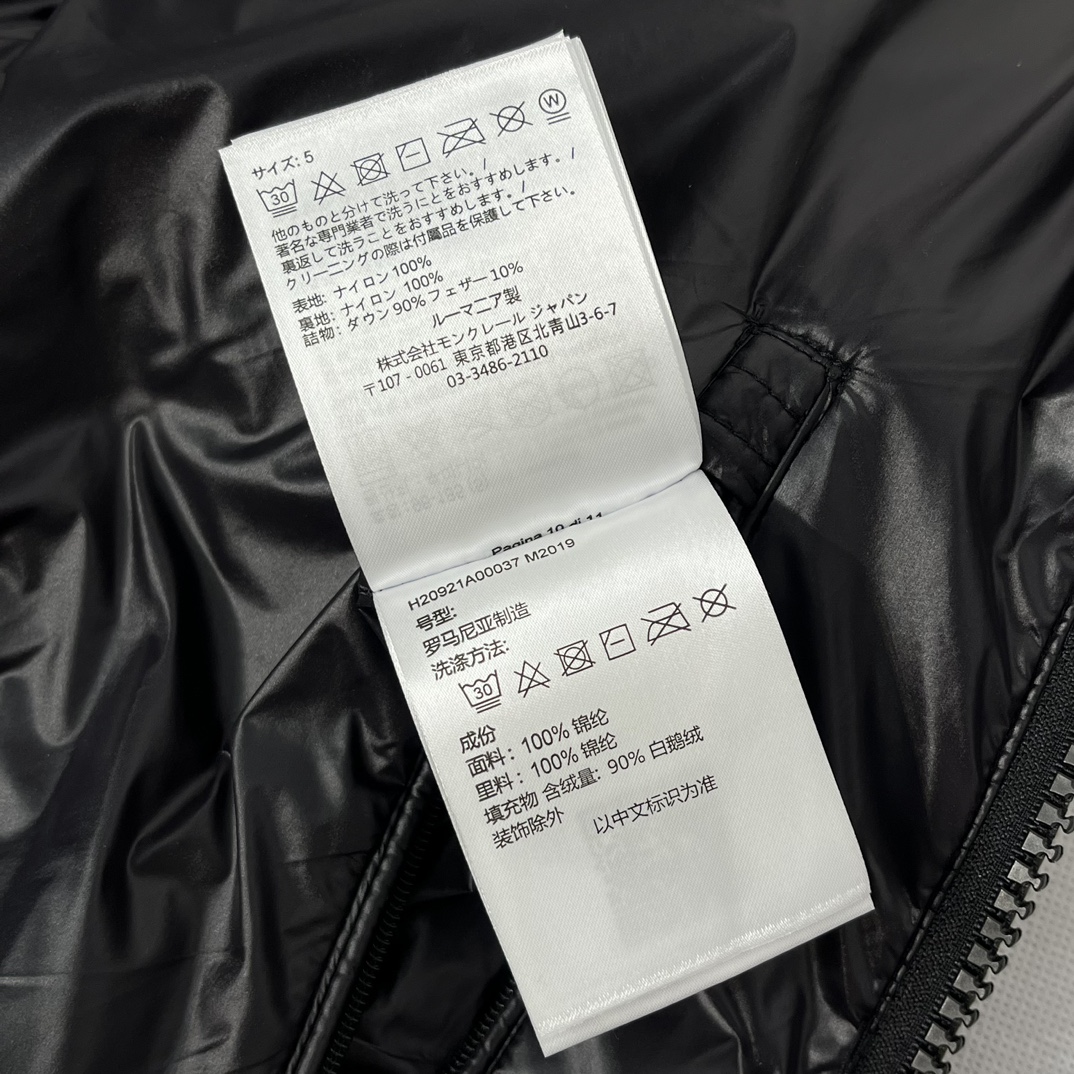 サイズ: 5
30
W
他のものと分けて洗って下さい。/
著名な専門業者で洗うにとをおすすめします。/
裏返して洗ラことをおすすめします。/
クリーニングの際は付属品を保護して下さい。
表地: ナイロン 100%
裏地: ナイロン 100%
詰物: ダウン 90% フェザー 10%
ルーマニア製
株式会社モンクレール ジャパン
〒107 - 0061 東京都港区北青山3-6-7
03-3486-2110
Pagina 10 di 11
H20921A00037 M2019
号型:
罗马尼亚制造
洗涤方法:
30
成份
面料: 100% 锦纶
里料: 100% 锦纶
填充物 含绒量: 90% 白鹅绒
装饰除外 以中文标识为准